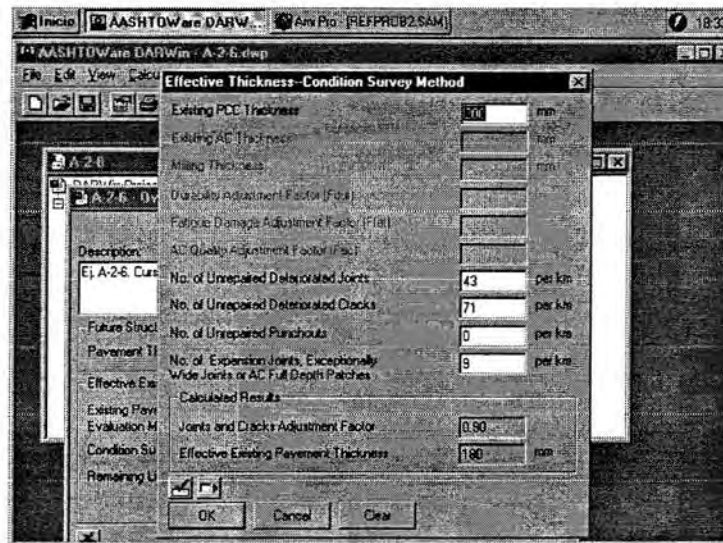 Inicio AASHTOWare DARW... Ami Pro - [REFPROB2.SAM]
AASHTOWare DARWin - A-2-6.dwp
File Edit View
Effective Thickness--Condition Survey Method
Existing PCC Thickness mm
Existing AC Thickness mm
Milling Thickness mm
Durability Adjustment Factor (Fdur)
Fatigue Damage Adjustment Factor (Ffat)
AC Quality Adjustment Factor (Fac)
No. of Unrepaired Deteriorated Joints 43 per km
No. of Unrepaired Deteriorated Cracks 71 per km
No. of Unrepaired Punchouts 0 per km
No. of Expansion Joints, Exceptionally
Wide Joints or AC Full Depth Patches 9 per km
Calculated Results
Joints and Cracks Adjustment Factor 0.90
Effective Existing Pavement Thickness 180 mm
OK Cancel Clear
A-2-6
A-2-6 - Ov
Description:
Ej. A-2-6. Curs
Future Struct
Pavement Th
Effective Exi
Existing Pave
Evaluation M
Condition Su
Remaining Li